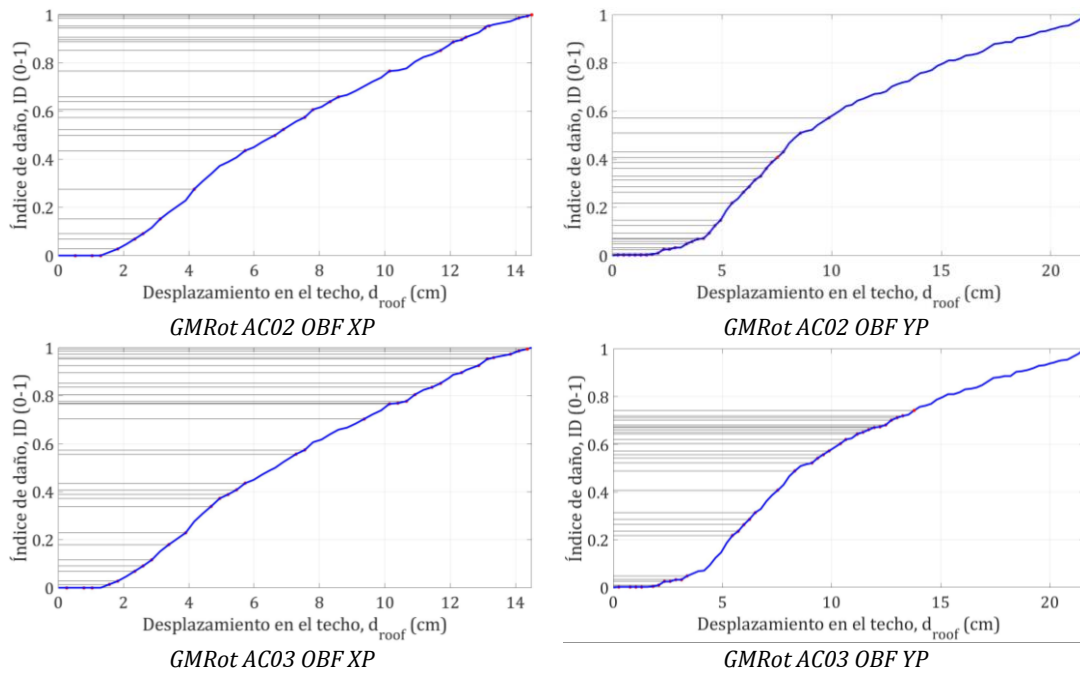 1
0.8
0.6
0.4
0.2
0
0 2 4 6 8 10 12 14
Índice de daño, ID (0-1)
Desplazamiento en el techo, d_roof (cm)
GMRot AC02 OBF XP
1
0.8
0.6
0.4
0.2
0
0 5 10 15 20
Índice de daño, ID (0-1)
Desplazamiento en el techo, d_roof (cm)
GMRot AC02 OBF YP
1
0.8
0.6
0.4
0.2
0
0 2 4 6 8 10 12 14
Índice de daño, ID (0-1)
Desplazamiento en el techo, d_roof (cm)
GMRot AC03 OBF XP
1
0.8
0.6
0.4
0.2
0
0 5 10 15 20
Índice de daño, ID (0-1)
Desplazamiento en el techo, d_roof (cm)
GMRot AC03 OBF YP